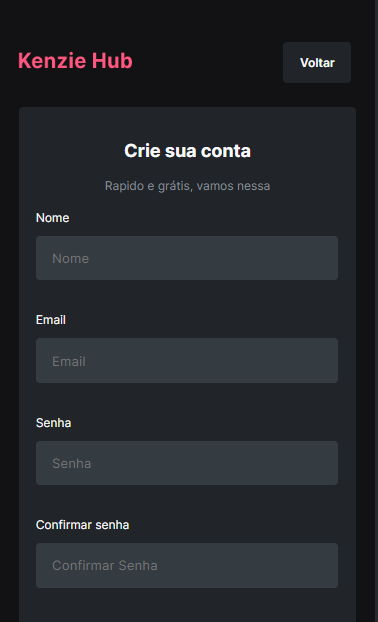 Kenzie Hub
Voltar
Crie sua conta
Rapido e grátis, vamos nessa
Nome
Nome
Email
Email
Senha
Senha
Confirmar senha
Confirmar Senha